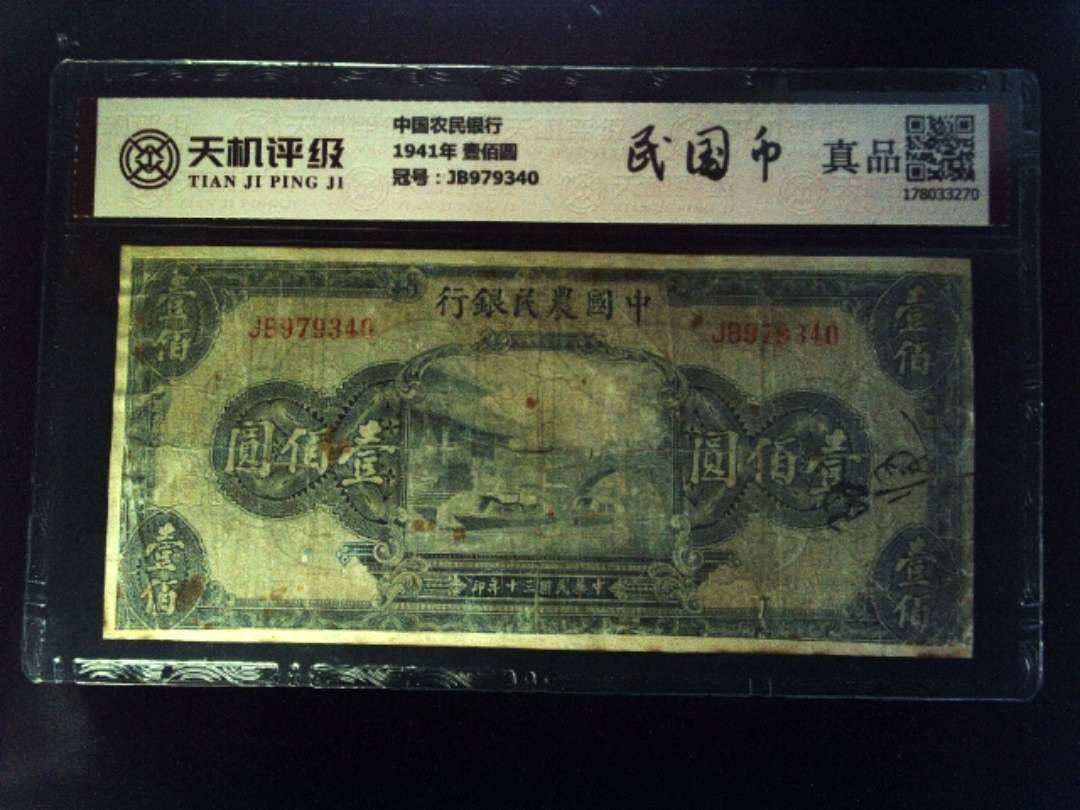 天机评级
TIAN JI PING JI
中国农民银行
1941年 壹佰圆
冠号：JB979340
民国币
真品
178033270
行銀民農國中
壹佰
壹佰
JB979340
JB979340
圓佰壹
圓佰壹
壹佰
壹佰
印年十三國民華中